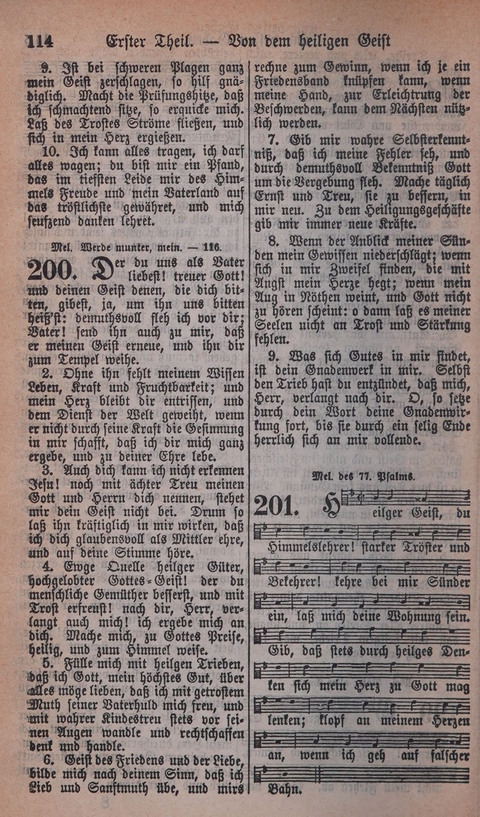 114 Erster Theil. — Von dem heiligen Geist
9. Ist bei schweren Plagen ganz
mein Geist zerschlagen, so hilf gnä-
diglich. Macht die Prüfungshitze, daß
ich schmachtend sitze, so erquicke mich.
Laß des Trostes Ströme fließen, und
sich in mein Herz ergießen.
10. Ich kann alles tragen, ich darf
alles wagen; du bist mir ein Pfand,
das im tiefsten Leide mir des Him-
mels Freude und mein Vaterland auf
das tröstlichste gewähret, und mich
seufzend danken lehret.
Mel. Werde munter, mein. — 116.
200. Der du uns als Vater
liebest! treuer Gott!
und deinen Geist denen, die dich bit-
ten, gibest, ja, um ihn uns bitten
heiß'st: demuthsvoll fleh ich vor dir;
Vater! send ihn auch zu mir, daß
er meinen Geist erneue, und ihn dir
zum Tempel weihe.
2. Ohne ihn fehlt meinem Wissen
Leben, Kraft und Fruchtbarkeit; und
mein Herz bleibt dir entrissen, und
dem Dienst der Welt geweiht, wenn
er nicht durch seine Kraft die Gesinnung
in mir schafft, daß ich dir mich ganz
ergebe, und zu deiner Ehre lebe.
3. Auch dich kann ich nicht erkennen
Jesu! noch mit ächter Treu meinen
Gott und Herrn dich nennen, stehet
mir dein Geist nicht bei. Drum so
laß ihn kräftiglich in mir wirken, daß
ich dich glaubensvoll als Mittler ehre,
und auf deine Stimme höre.
4. Ewge Quelle heilger Güter,
hochgelobter Gottes-Geist! der du
menschliche Gemüther besserst, und mit
Trost erfreust! nach dir, Herr, ver-
langt auch mich! ich ergebe mich an
dich. Mache mich, zu Gottes Preise,
heilig, und zum Himmel weise.
5. Fülle mich mit heilgen Trieben,
daß ich Gott, mein höchstes Gut, über
alles möge lieben, daß ich mit getrostem
Muth seiner Vaterhuld mich freu, und
mit wahrer Kindestreu stets vor sei-
nen Augen wandle und rechtschaffen
denk und handle.
6. Geist des Friedens und der Liebe,
bilde mich nach deinem Sinn, daß ich
Lieb und Sanftmuth übe, und mirs
rechne zum Gewinn, wenn ich je ein
Friedensband knüpfen kann, wenn
meine Hand, zur Erleichtrung der
Beschwerden, kann dem Nächsten nütz-
lich werden.
7. Gib mir wahre Selbsterkennt-
niß, daß ich meine Fehler seh, und
durch demuthsvoll Bekenntniß Gott
um die Vergebung fleh. Mache täglich
Ernst und Treu, sie zu bessern, in
mir neu. Zu dem Heiligungsgeschäfte
gib mir immer neue Kräfte.
8. Wenn der Anblick meiner Sün-
den mein Gewissen niederschlägt; wenn
sich in mir Zweifel finden, die mit
Angst mein Herze hegt; wenn mein
Aug in Nöthen weint, und Gott nicht
zu hören scheint: o dann laß es meiner
Seelen nicht an Trost und Stärkung
fehlen.
9. Was sich Gutes in mir findet,
ist dein Gnadenwerk in mir. Selbst
den Trieb hast du entzündet, daß mich,
Herr, verlangt nach dir. O, so setze
durch dein Wort deine Gnadenwir-
kung fort, bis sie durch ein selig Ende
herrlich sich an mir vollende.
Mel. des 77. Psalms.
201. Heilger Geist, du
Himmelslehrer! starker Tröster und
Bekehrer! kehre bei mir Sünder
ein, laß mich deine Wohnung sein.
Gib, daß stets durch heilges Den-
ken sich mein Herz zu Gott mag
lenken; klopf an meinem Herzen
an, wenn ich geh auf falscher
Bahn.